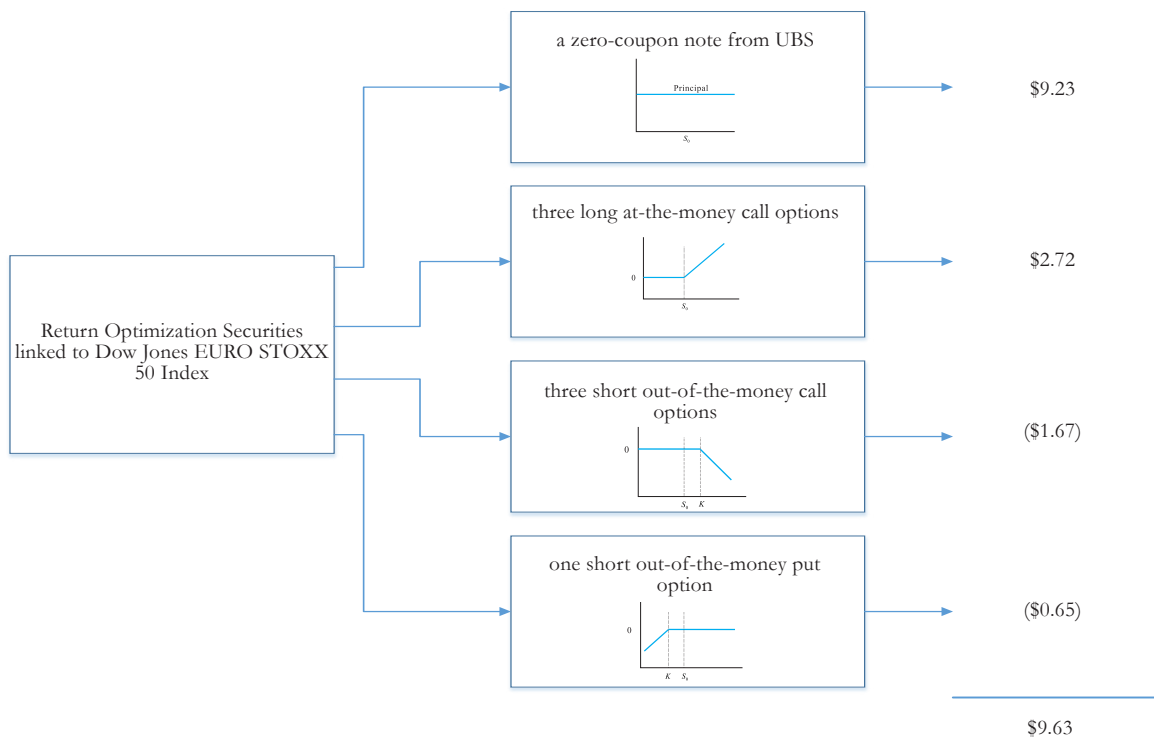 a zero-coupon note from UBS
Principal
S₀
$9.23
three long at-the-money call options
0
S₀
$2.72
Return Optimization Securities
linked to Dow Jones EURO STOXX
50 Index
three short out-of-the-money call
options
0
S₀ K
($1.67)
one short out-of-the-money put
option
0
K S₀
($0.65)
$9.63